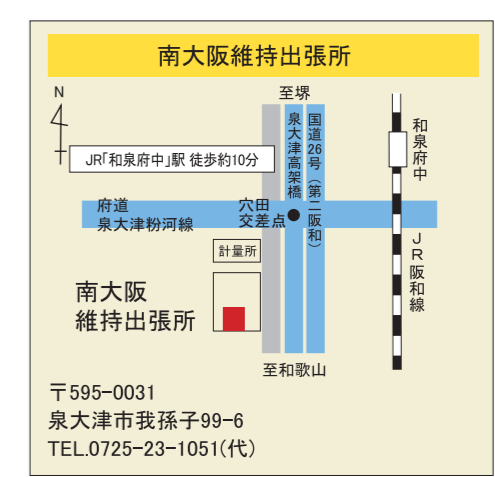 南大阪維持出張所
N
至堺
JR「和泉府中」駅 徒歩約10分
泉大津高架橋
国道26号(第二阪和)
和泉府中
府道
泉大津粉河線
穴田
交差点
計量所
JR阪和線
南大阪
維持出張所
至和歌山
〒595-0031
泉大津市我孫子99-6
TEL.0725-23-1051(代)